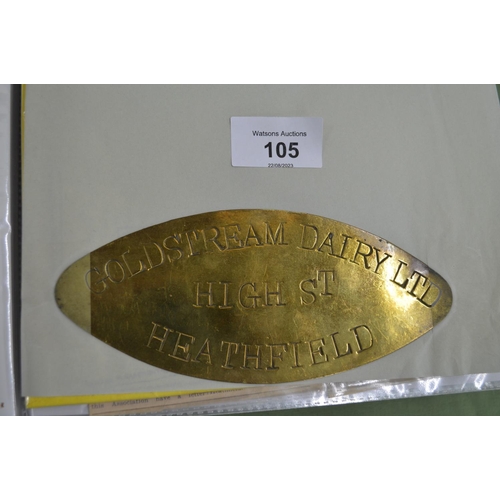 Watsons Auctions
105
22/08/2023
GOLDSTREAM DAIRY LTD
HIGH ST
HEATHFIELD